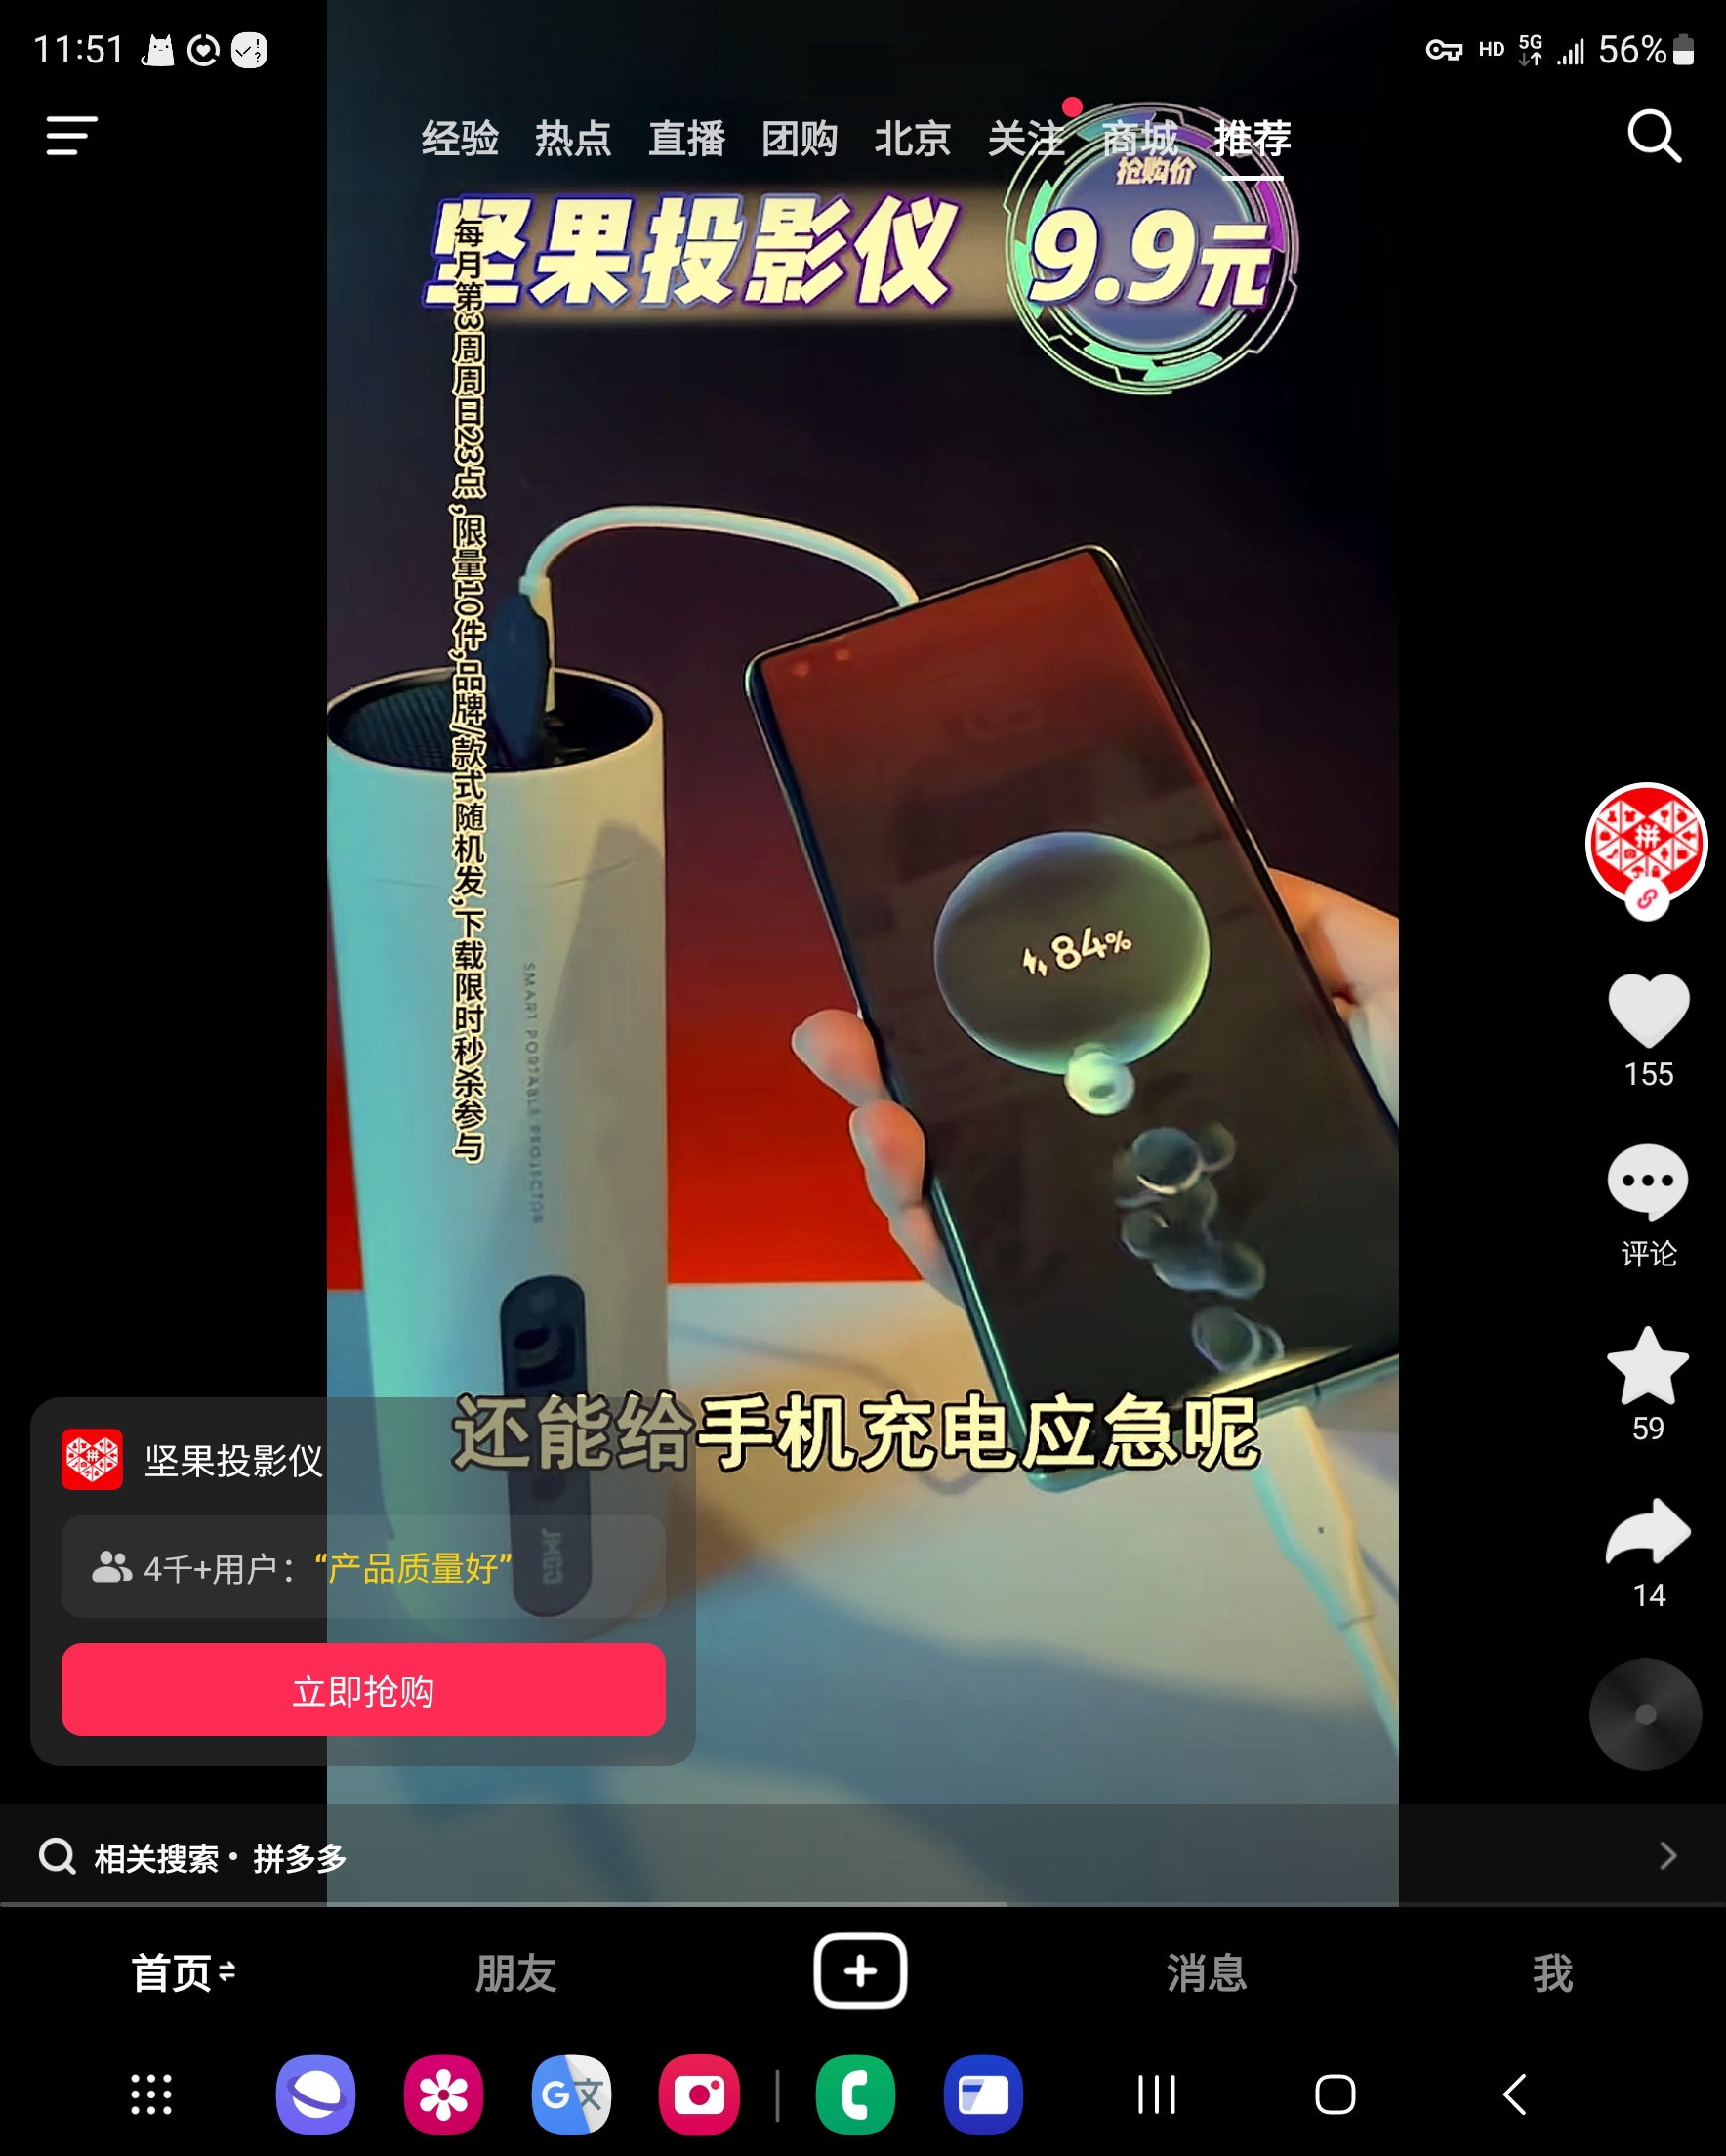 11:51
HD 5G 56%
经验 热点 直播 团购 北京 关注 商城 推荐
抢购价
坚果投影仪 9.9元
每月第3周周日23点,限量10件,品牌/款式随机发,下载限时秒杀参与
84%
SMART PORTABLE PROJECTOR
拼
155
评论
59
14
还能给手机充电应急呢
拼
坚果投影仪
JMGO
4千+用户：“产品质量好”
立即抢购
相关搜索• 拼多多
首页 朋友 消息 我
G文